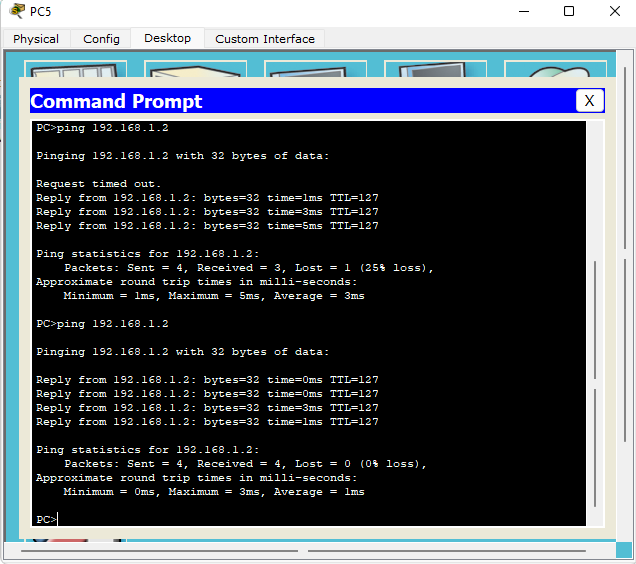 PC5
Physical Config Desktop Custom Interface
Command Prompt X
PC>ping 192.168.1.2
Pinging 192.168.1.2 with 32 bytes of data:
Request timed out.
Reply from 192.168.1.2: bytes=32 time=1ms TTL=127
Reply from 192.168.1.2: bytes=32 time=3ms TTL=127
Reply from 192.168.1.2: bytes=32 time=5ms TTL=127
Ping statistics for 192.168.1.2:
Packets: Sent = 4, Received = 3, Lost = 1 (25% loss),
Approximate round trip times in milli-seconds:
Minimum = 1ms, Maximum = 5ms, Average = 3ms
PC>ping 192.168.1.2
Pinging 192.168.1.2 with 32 bytes of data:
Reply from 192.168.1.2: bytes=32 time=0ms TTL=127
Reply from 192.168.1.2: bytes=32 time=0ms TTL=127
Reply from 192.168.1.2: bytes=32 time=3ms TTL=127
Reply from 192.168.1.2: bytes=32 time=1ms TTL=127
Ping statistics for 192.168.1.2:
Packets: Sent = 4, Received = 4, Lost = 0 (0% loss),
Approximate round trip times in milli-seconds:
Minimum = 0ms, Maximum = 3ms, Average = 1ms
PC>